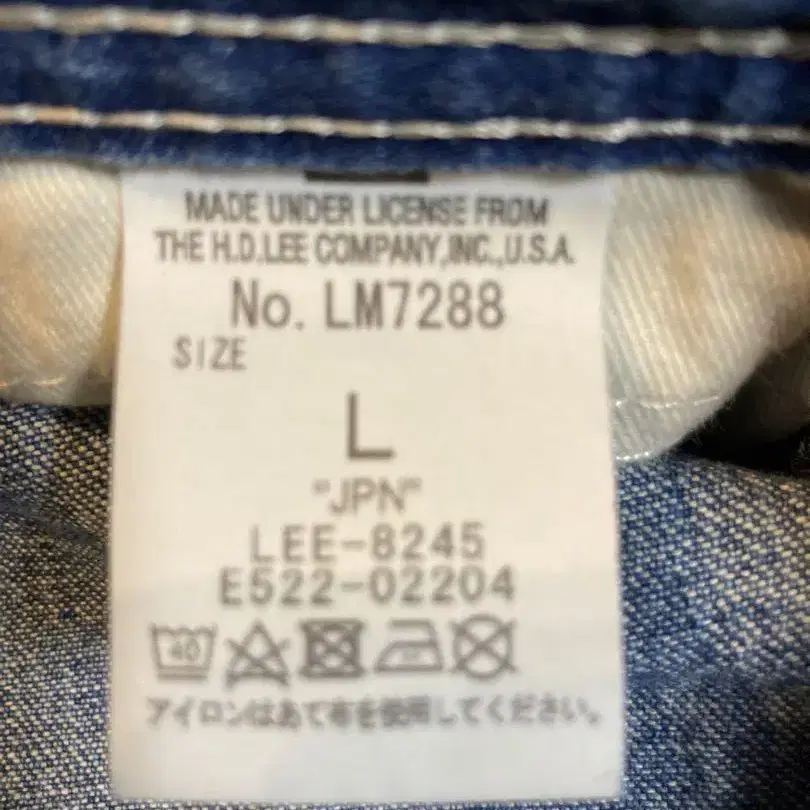 MADE UNDER LICENSE FROM
THE H.D.LEE COMPANY,INC.,U.S.A.
No. LM7288
SIZE
L
"JPN"
LEE-8245
E522-02204
40
アイロンはあて布を使用してください。